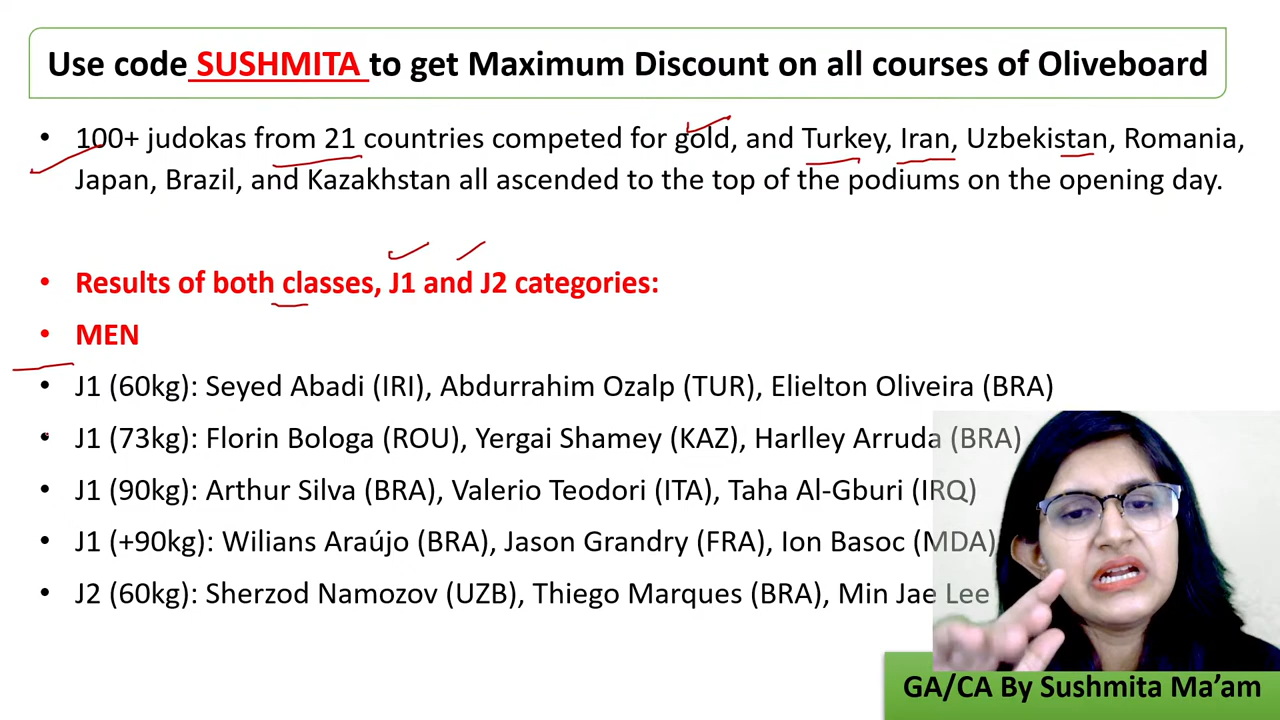 Use code SUSHMITA to get Maximum Discount on all courses of Oliveboard
• 100+ judokas from 21 countries competed for gold, and Turkey, Iran, Uzbekistan, Romania,
Japan, Brazil, and Kazakhstan all ascended to the top of the podiums on the opening day.
• Results of both classes, J1 and J2 categories:
• MEN
• J1 (60kg): Seyed Abadi (IRI), Abdurrahim Ozalp (TUR), Elielton Oliveira (BRA)
• J1 (73kg): Florin Bologa (ROU), Yergai Shamey (KAZ), Harlley Arruda (BRA)
• J1 (90kg): Arthur Silva (BRA), Valerio Teodori (ITA), Taha Al-Gburi (IRQ)
• J1 (+90kg): Wilians Araújo (BRA), Jason Grandry (FRA), Ion Basoc (MDA)
• J2 (60kg): Sherzod Namozov (UZB), Thiego Marques (BRA), Min Jae Lee
GA/CA By Sushmita Ma’am